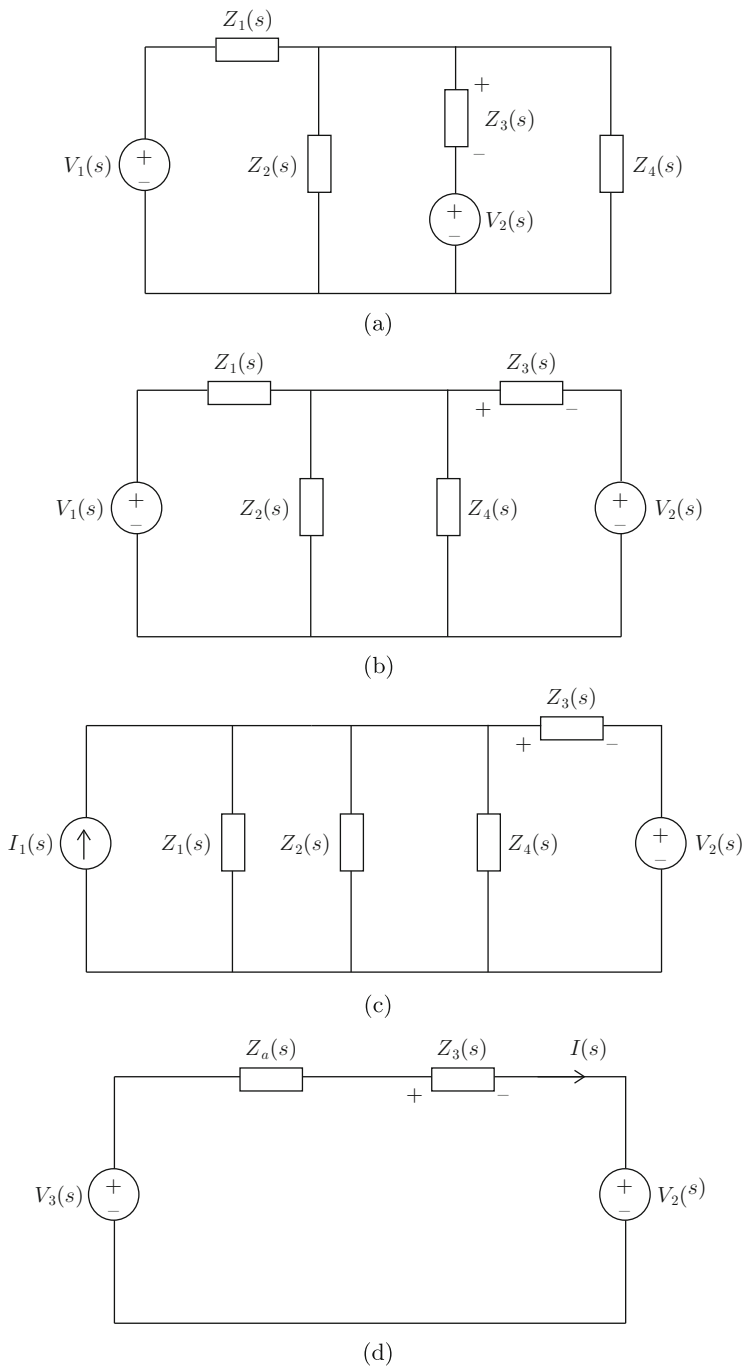 Z₁(s)
+
V₁(s) Z₂(s) Z₃(s) Z₄(s)
–
+
– V₂(s)
+
–
(a)
Z₁(s) Z₃(s)
+ –
V₁(s) + Z₂(s) Z₄(s) + V₂(s)
– –
(b)
Z₃(s)
+ –
I₁(s) Z₁(s) Z₂(s) Z₄(s) + V₂(s)
–
(c)
Zₐ(s) Z₃(s) I(s)
+ –
V₃(s) + + V₂(s)
– –
(d)